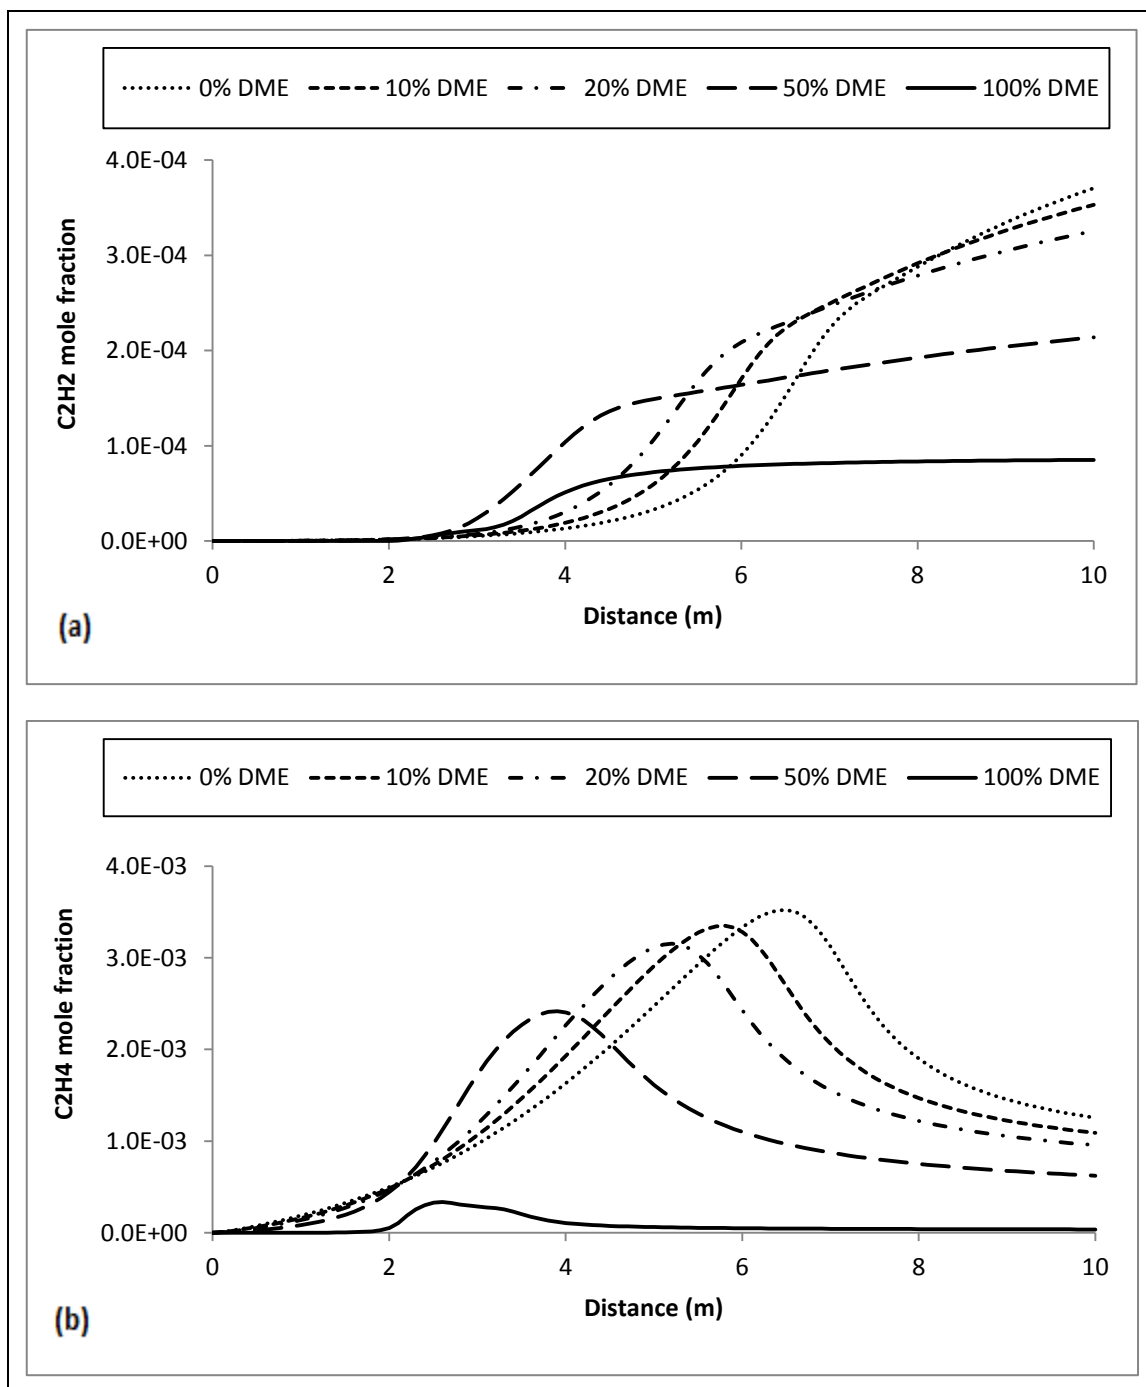 0% DME 10% DME 20% DME 50% DME 100% DME
4.0E-04
3.0E-04
2.0E-04
1.0E-04
0.0E+00
C2H2 mole fraction
0 2 4 6 8 10
Distance (m)
(a)
0% DME 10% DME 20% DME 50% DME 100% DME
4.0E-03
3.0E-03
2.0E-03
1.0E-03
0.0E+00
C2H4 mole fraction
0 2 4 6 8 10
Distance (m)
(b)